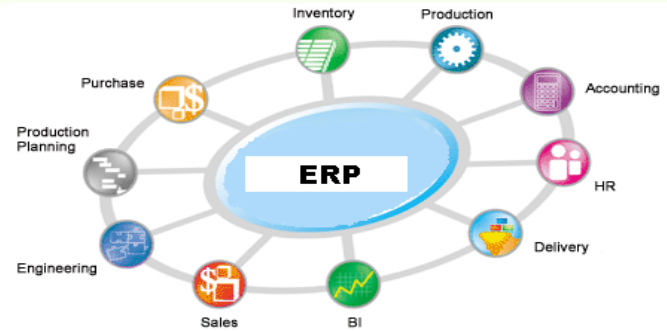 Inventory
Production
Purchase
Accounting
Production
Planning
ERP
HR
Delivery
Engineering
Sales
BI
$
$